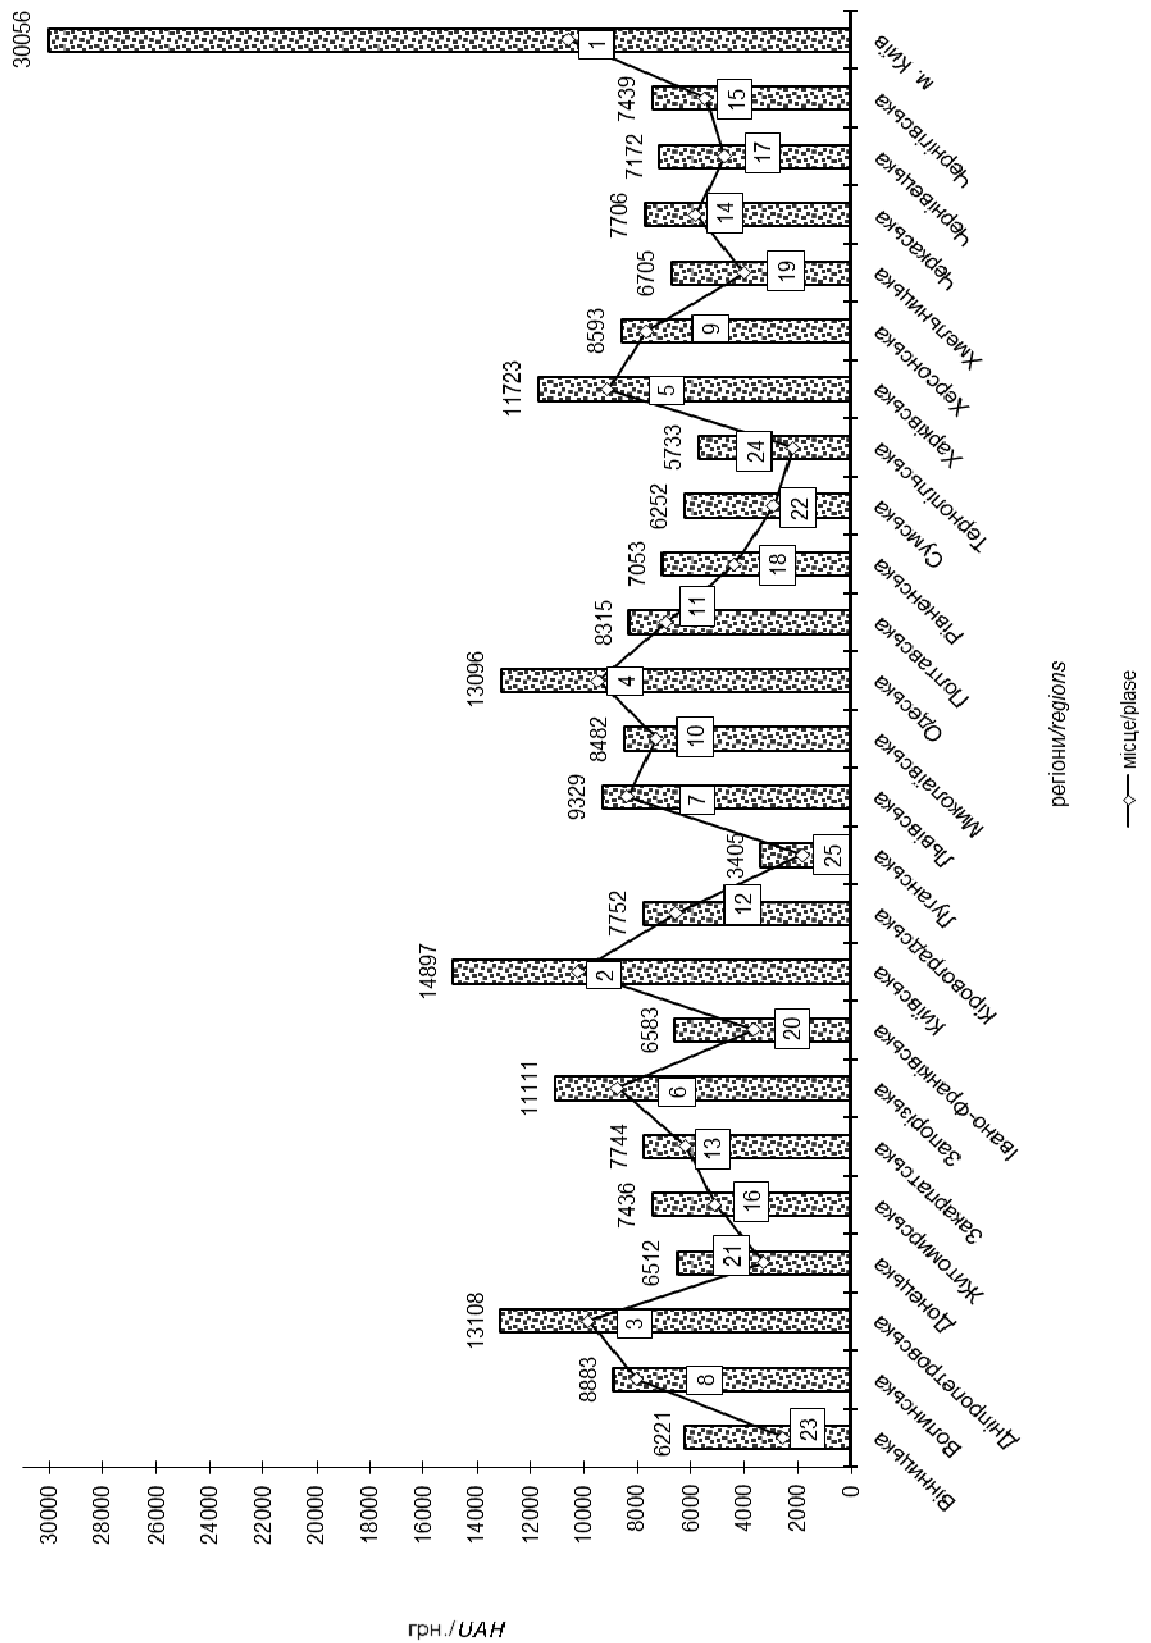 грн./UAH
30000
28000
26000
24000
22000
20000
18000
16000
14000
12000
10000
8000
6000
4000
2000
0
6221
8883
13108
6512
7436
7744
11111
6583
14897
7752
3405
9329
8482
13096
8315
7053
6252
5733
11723
8593
6705
7706
7172
7439
30056
23
8
3
21
16
13
6
20
2
12
25
7
10
4
11
18
22
24
5
9
19
14
17
15
1
Вінницька
Волинська
Дніпропетровська
Донецька
Житомирська
Закарпатська
Запорізька
Івано-Франківська
Київська
Кіровоградська
Луганська
Львівська
Миколаївська
Одеська
Полтавська
Рівненська
Сумська
Тернопільська
Харківська
Херсонська
Хмельницька
Черкаська
Чернівецька
Чернігівська
м. Київ
регіони/regions
місце/plase